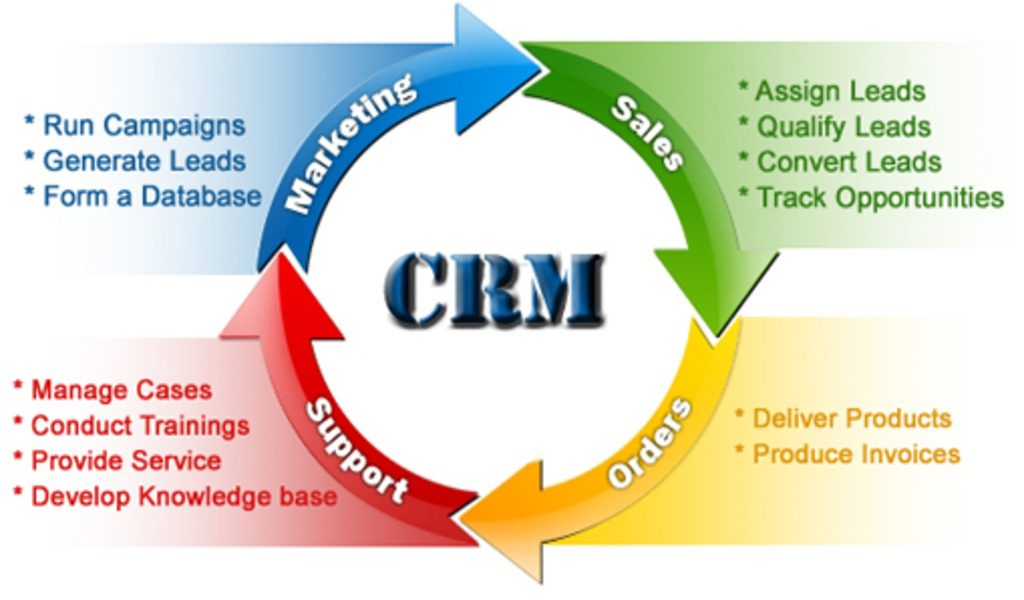 Marketing
* Run Campaigns
* Generate Leads
* Form a Database
Sales
* Assign Leads
* Qualify Leads
* Convert Leads
* Track Opportunities
CRM
Orders
* Deliver Products
* Produce Invoices
Support
* Manage Cases
* Conduct Trainings
* Provide Service
* Develop Knowledge base